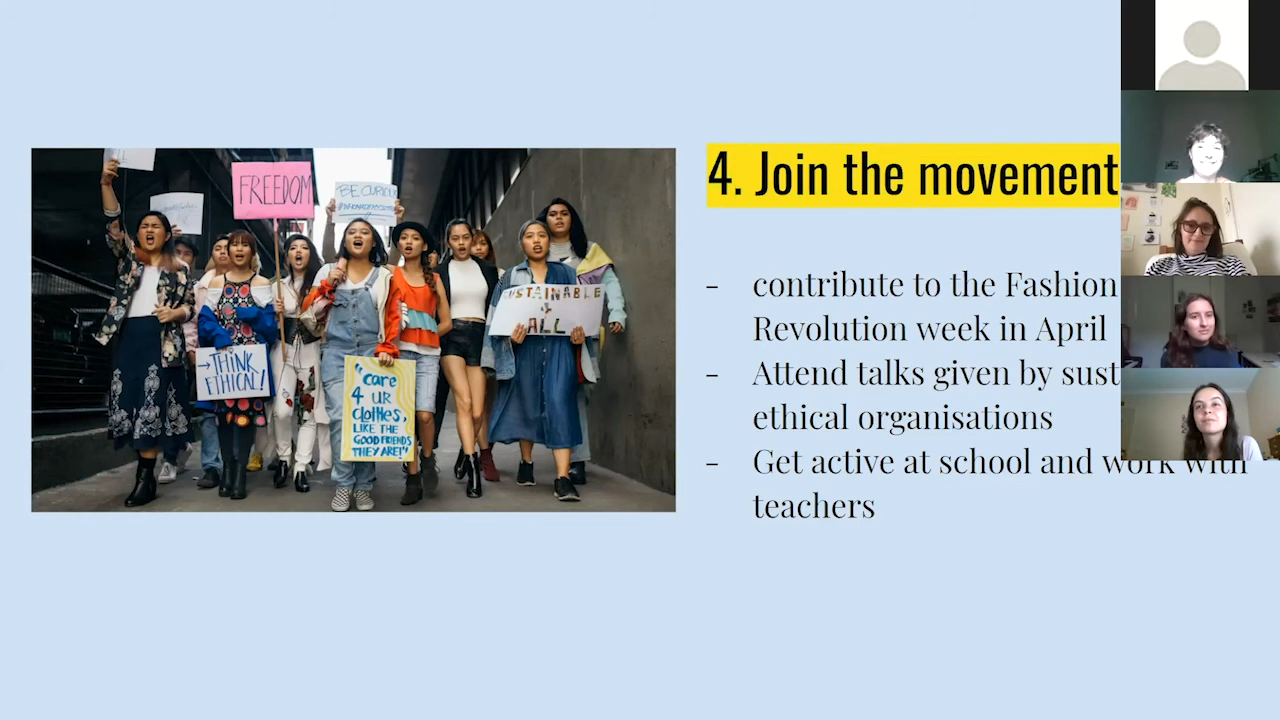 FREEDOM
BE CURIOUS
→THINK
ETHICAL!
"care
4 UR
clothes,
LIKE THE
GOOD FRIENDS
THEY ARE!"
SUSTAINABLE
4
ALL
4. Join the movement
- contribute to the Fashion
Revolution week in April
- Attend talks given by
ethical organisations
- Get active at school and work with
teachers